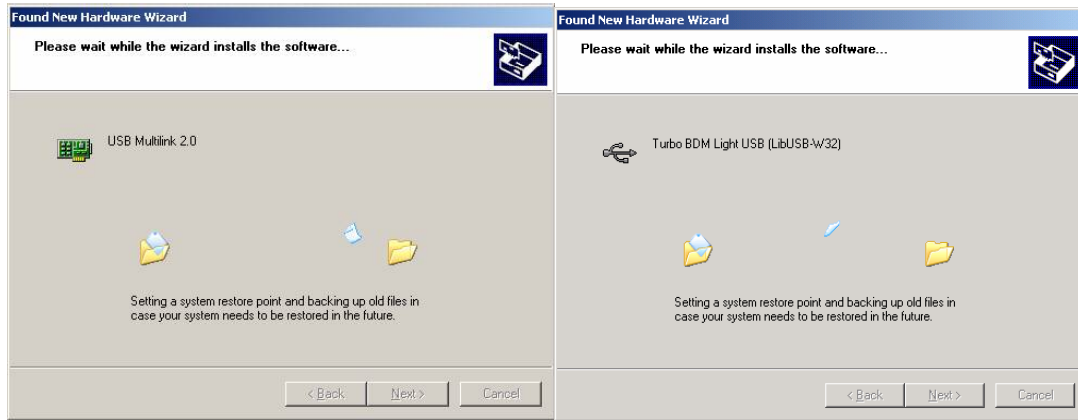 Found New Hardware Wizard
Please wait while the wizard installs the software...
USB Multilink 2.0
Setting a system restore point and backing up old files in
case your system needs to be restored in the future.
< Back
Next >
Cancel
Found New Hardware Wizard
Please wait while the wizard installs the software...
Turbo BDM Light USB (LibUSB-W32)
Setting a system restore point and backing up old files in
case your system needs to be restored in the future.
< Back
Next >
Cancel